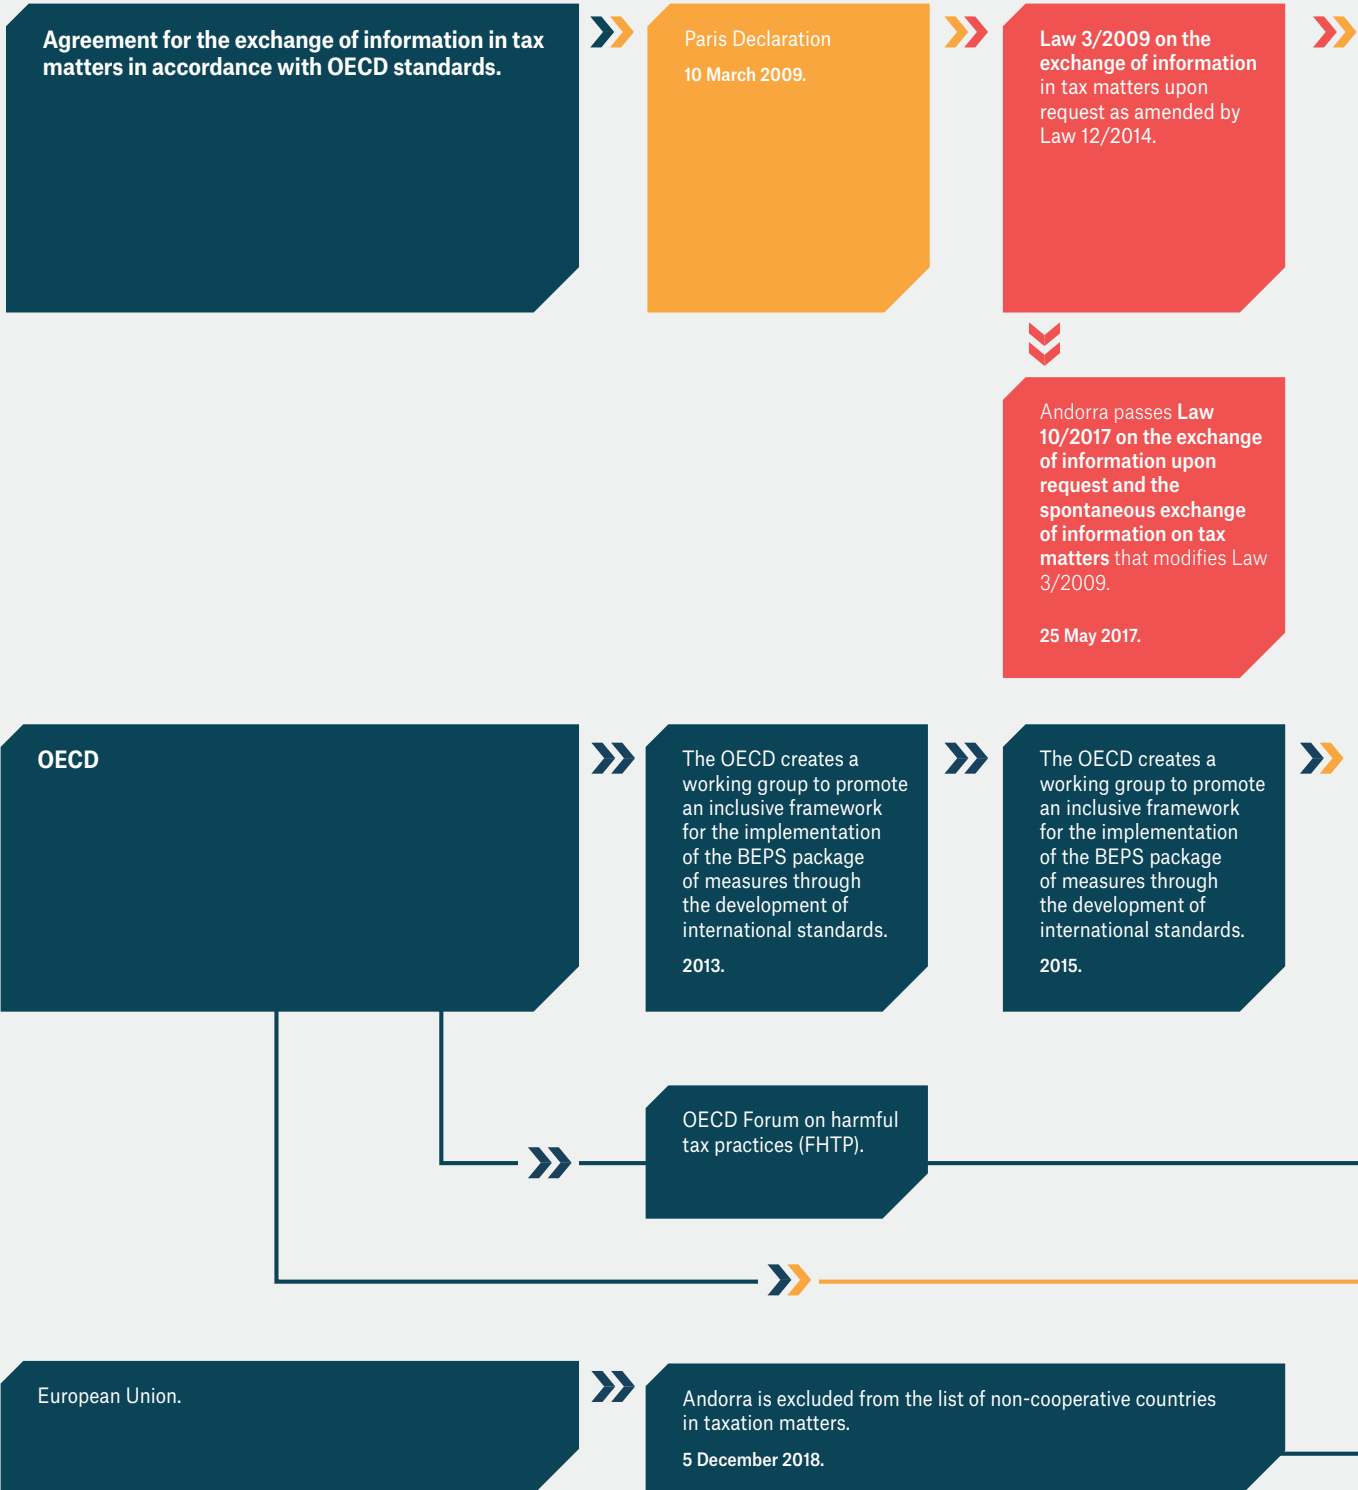 Agreement for the exchange of information in tax
matters in accordance with OECD standards.
Paris Declaration
10 March 2009.
Law 3/2009 on the
exchange of information
in tax matters upon
request as amended by
Law 12/2014.
Andorra passes Law
10/2017 on the exchange
of information upon
request and the
spontaneous exchange
of information on tax
matters that modifies Law
3/2009.
25 May 2017.
OECD
The OECD creates a
working group to promote
an inclusive framework
for the implementation
of the BEPS package
of measures through
the development of
international standards.
2013.
The OECD creates a
working group to promote
an inclusive framework
for the implementation
of the BEPS package
of measures through
the development of
international standards.
2015.
OECD Forum on harmful
tax practices (FHTP).
European Union.
Andorra is excluded from the list of non-cooperative countries
in taxation matters.
5 December 2018.